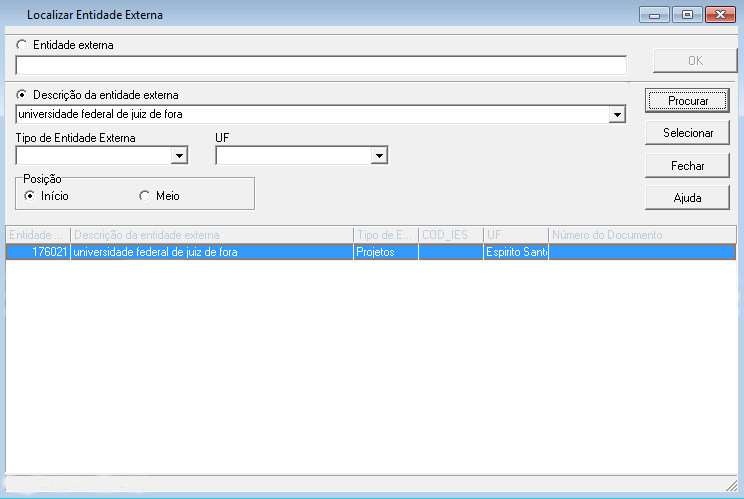 Localizar Entidade Externa
Entidade externa
OK
Descrição da entidade externa
universidade federal de juiz de fora
Procurar
Tipo de Entidade Externa
UF
Selecionar
Posição
Início
Meio
Fechar
Ajuda
Entidade ... Descrição da entidade externa Tipo de E... COD_IES UF Número do Documento
176021 universidade federal de juiz de fora Projetos Espirito Sant